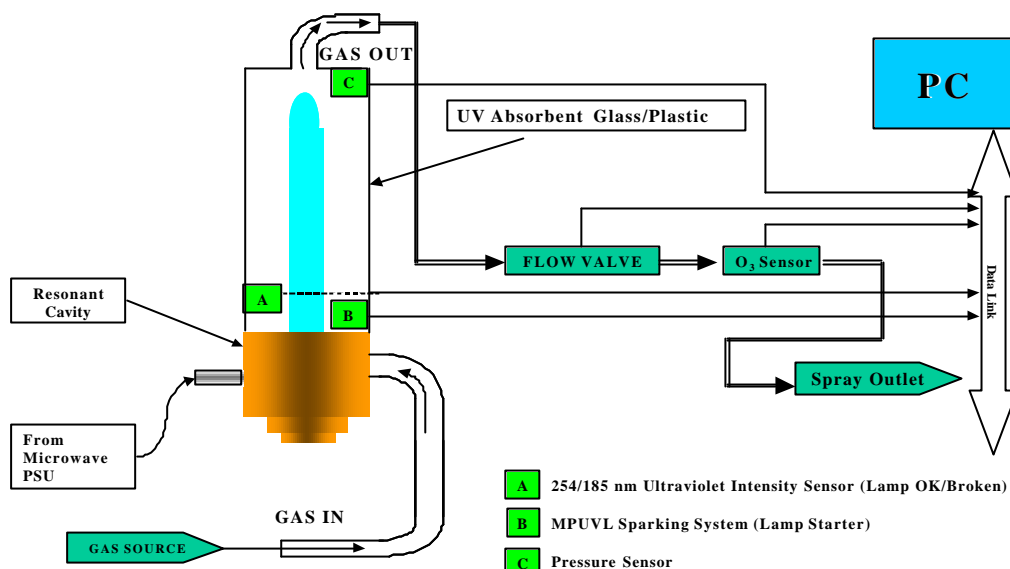 GAS OUT
C
PC
UV Absorbent Glass/Plastic
FLOW VALVE
O₃ Sensor
Data Link
A
B
Resonant
Cavity
Spray Outlet
From
Microwave
PSU
GAS IN
GAS SOURCE
A 254/185 nm Ultraviolet Intensity Sensor (Lamp OK/Broken)
B MPUVL Sparking System (Lamp Starter)
C Pressure Sensor